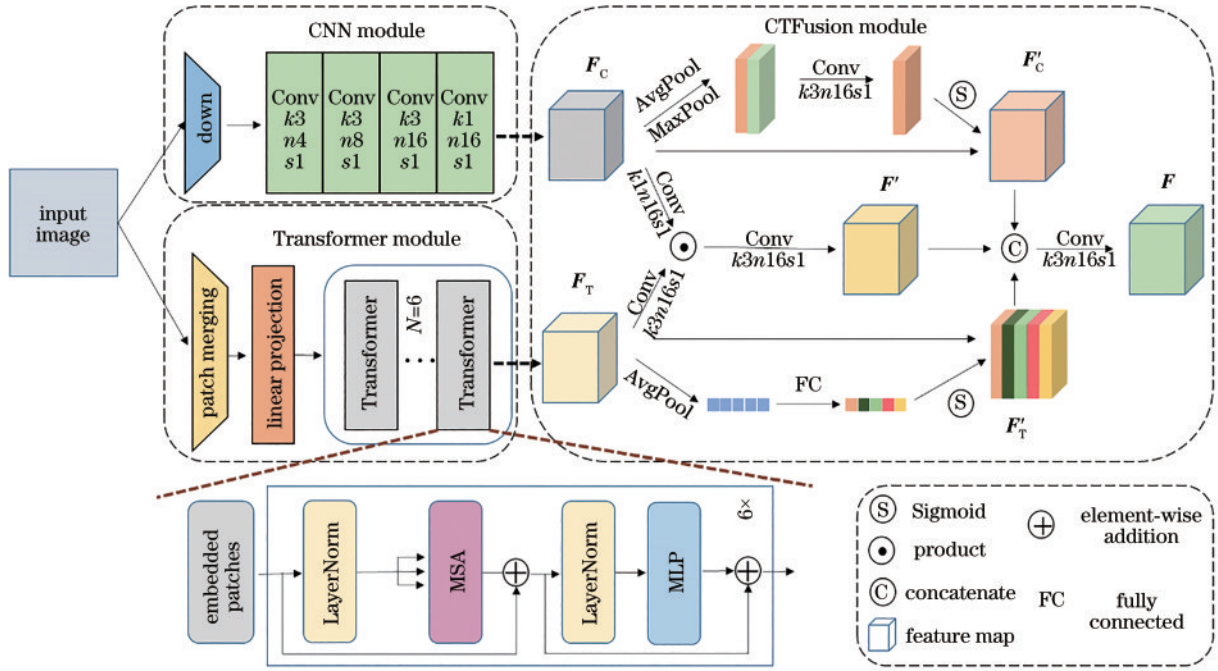 CNN module
down
Conv
k3
n4
s1
Conv
k3
n8
s1
Conv
k3
n16
s1
Conv
k1
n16
s1
input
image
Transformer module
patch merging
linear projection
Transformer
N=6
Transformer
CTFusion module
F_C
AvgPool
MaxPool
Conv
k3n16s1
S
F′_C
Conv
k1n16s1
Conv
k3n16s1
F′
C
Conv
k3n16s1
F
F_T
Conv
k3n16s1
AvgPool
FC
S
F′_T
embedded
patches
LayerNorm
MSA
LayerNorm
MLP
6×
S Sigmoid
product
C concatenate
feature map
element-wise
addition
FC fully
connected